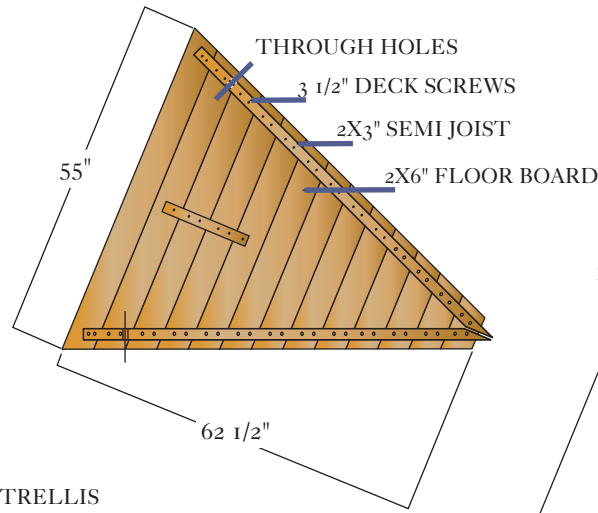 THROUGH HOLES
3 1/2" DECK SCREWS
2X3" SEMI JOIST
2X6" FLOOR BOARD
55"
62 1/2"
TRELLIS